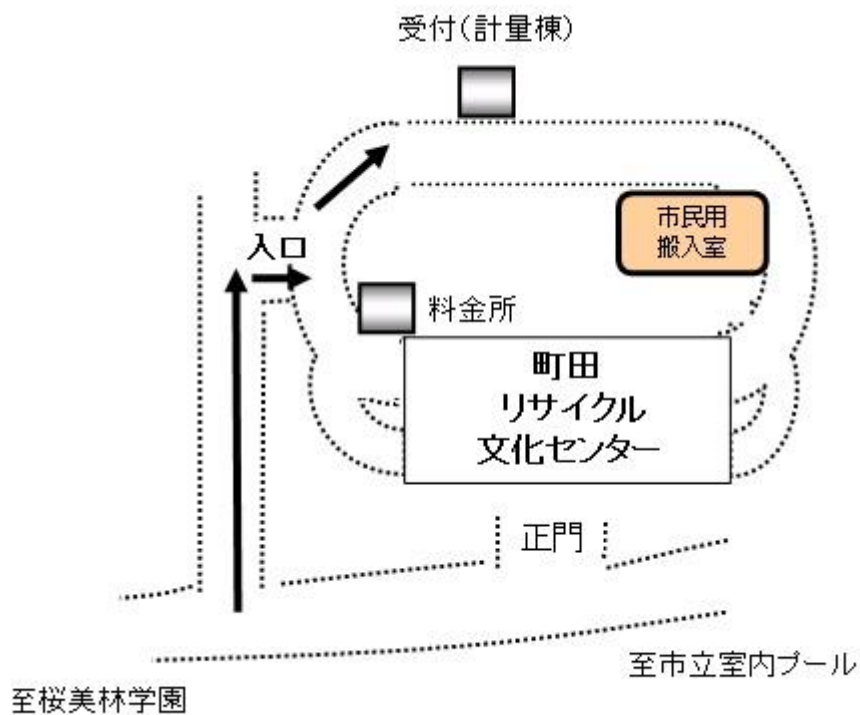 受付(計量棟)
市民用
搬入室
入口
料金所
町田
リサイクル
文化センター
正門
至市立室内プール
至桜美林学園